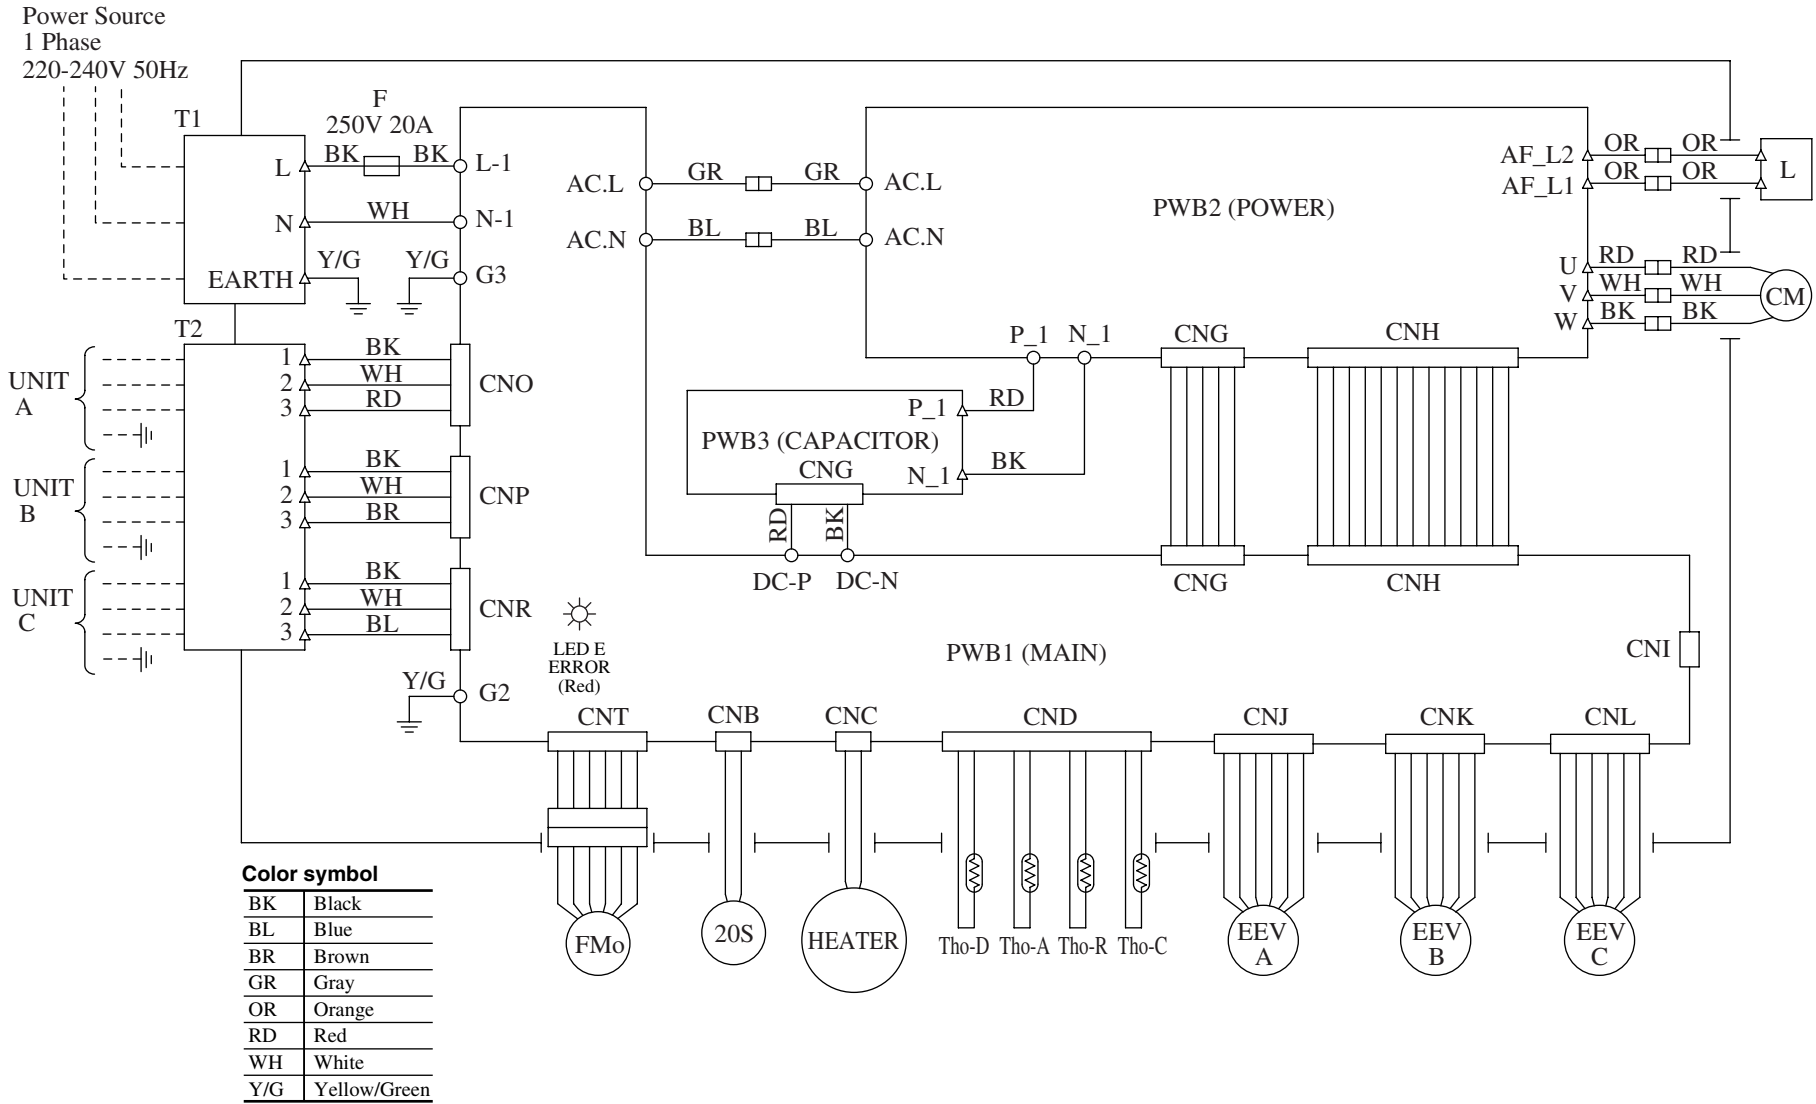 Power Source
1 Phase
220-240V 50Hz
T1
F
250V 20A
L BK BK L-1
N WH N-1
EARTH Y/G Y/G G3
AC.L GR GR AC.L
AC.N BL BL AC.N
PWB2 (POWER)
AF_L2 OR OR
AF_L1 OR OR
L
U RD RD
V WH WH
W BK BK
CM
T2
UNIT
A
1 BK
2 WH
3 RD
CNO
UNIT
B
1 BK
2 WH
3 BR
CNP
UNIT
C
1 BK
2 WH
3 BL
CNR
Y/G G2
P_1 N_1 CNG CNH
P_1 RD
PWB3 (CAPACITOR)
CNG
N_1 BK
RD BK
DC-P DC-N CNG CNH
LED E
ERROR
(Red)
PWB1 (MAIN)
CNI
CNT CNB CNC CND CNJ CNK CNL
FMo
20S
HEATER
Tho-D Tho-A Tho-R Tho-C
EEV
A
EEV
B
EEV
C
Color symbol
BK Black
BL Blue
BR Brown
GR Gray
OR Orange
RD Red
WH White
Y/G Yellow/Green